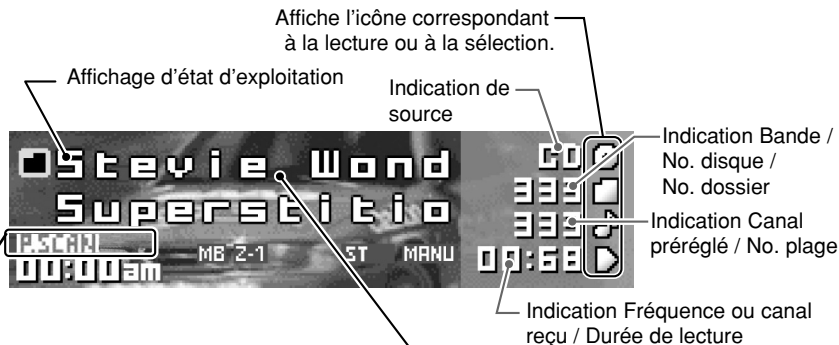 Affiche l'icône correspondant
à la lecture ou à la sélection.
Affichage d'état d'exploitation
Indication de
source
Indication Bande /
No. disque /
No. dossier
Indication Canal
préréglé / No. plage
Indication Fréquence ou canal
reçu / Durée de lecture
Stevie Wond
Superstitio
P.SCAN
MB Z-1 ST MANU
00:00am
CD
333
333
00:68